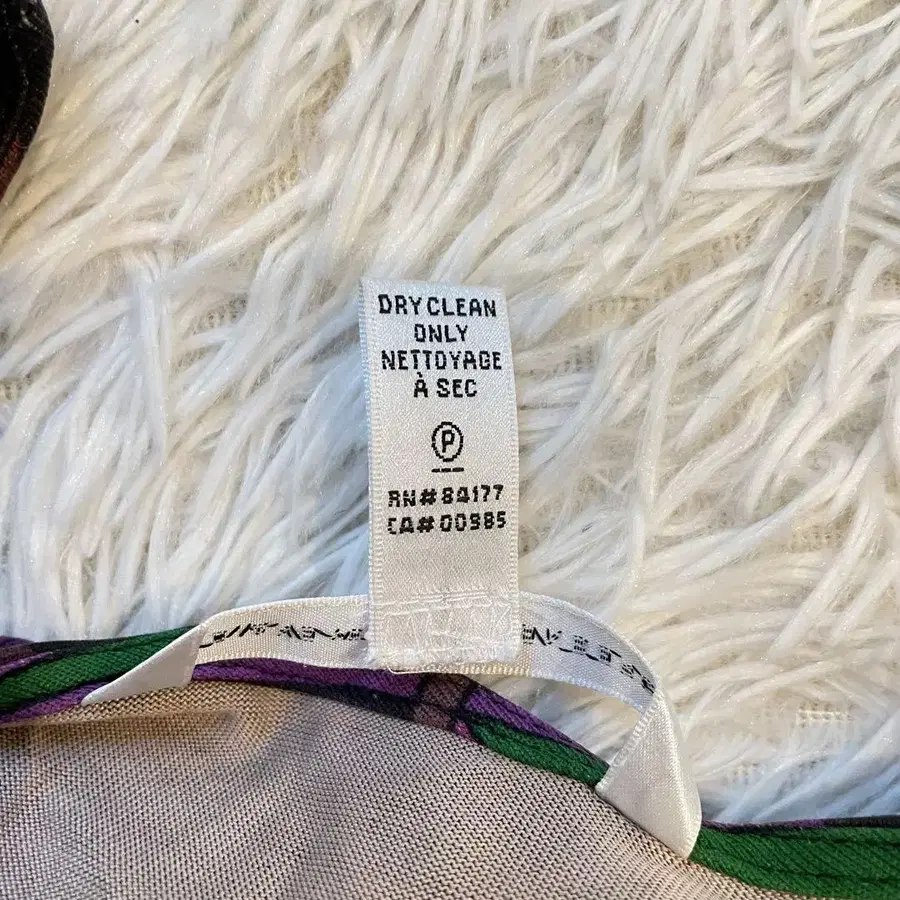 DRY CLEAN
ONLY
NETTOYAGE
À SEC
P
RN# 84177
CA# 00985